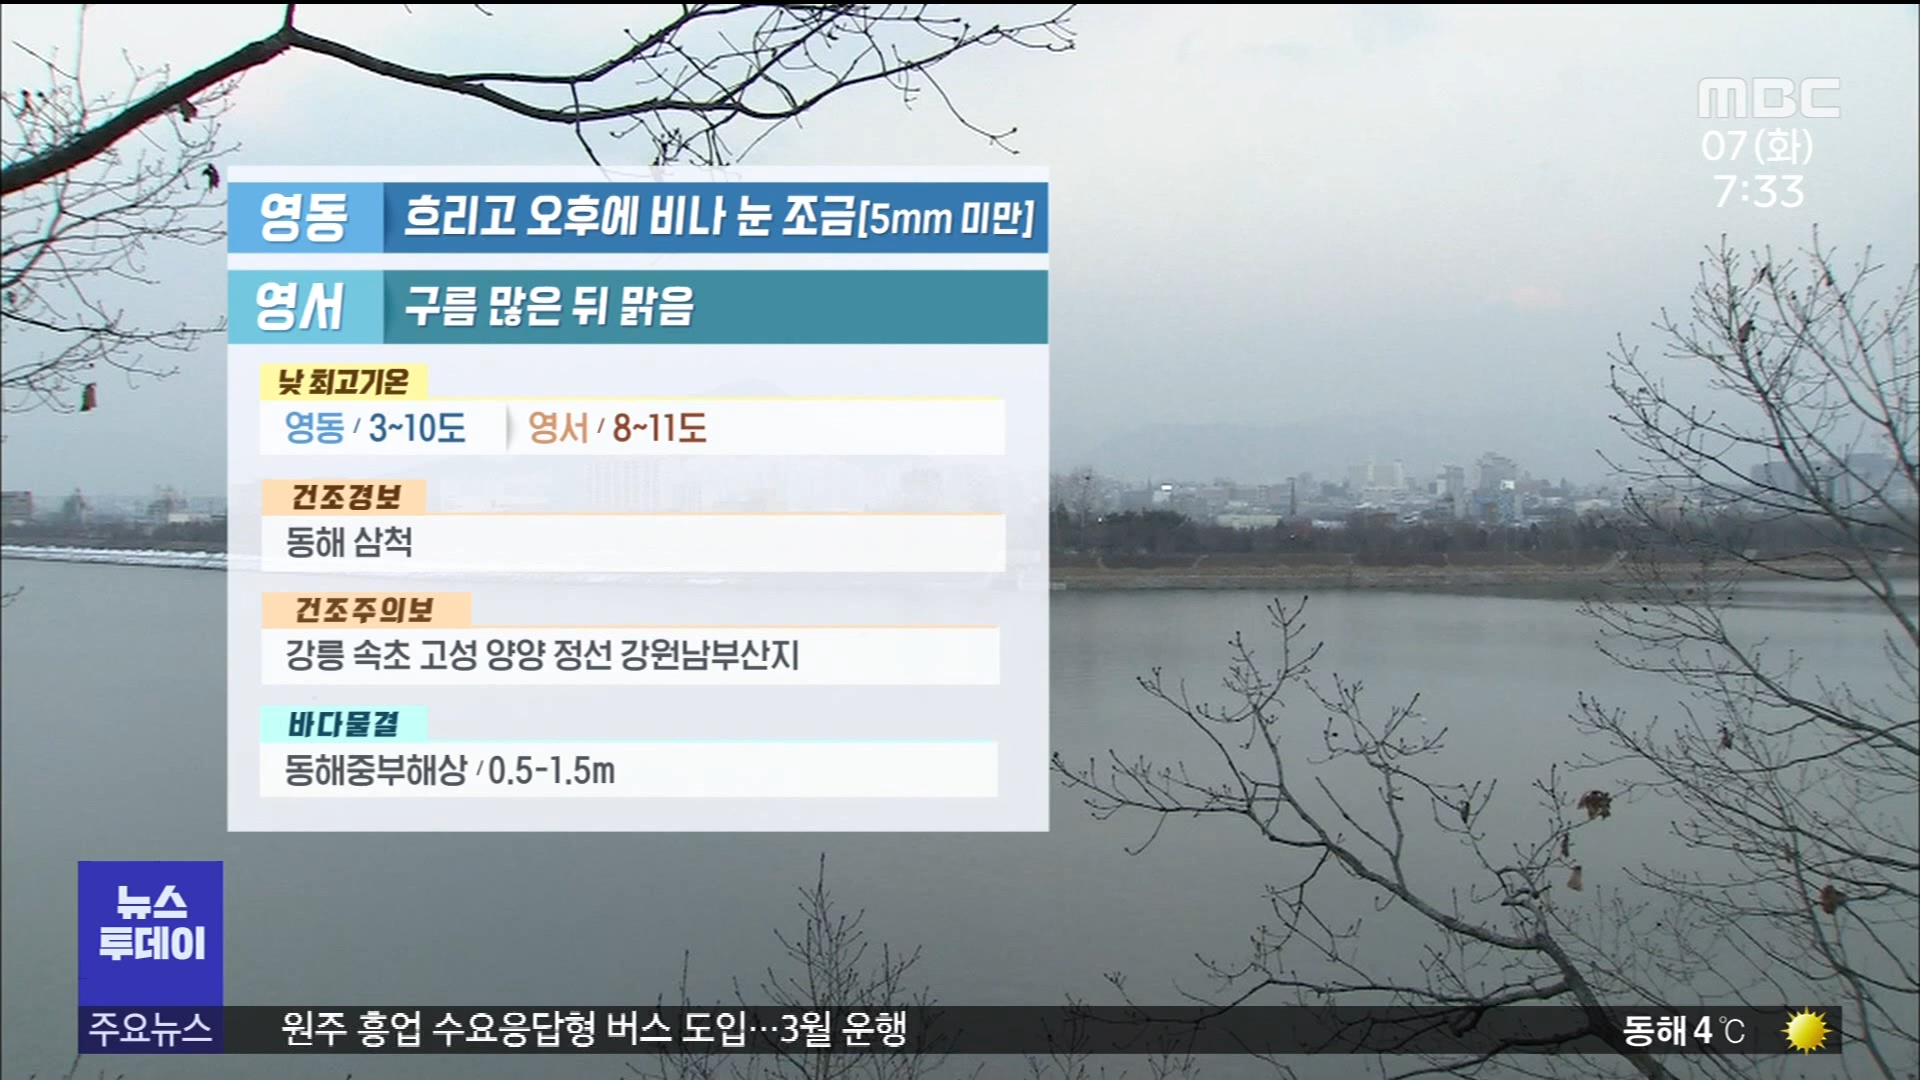 MBC
07(화)
7:33
영동 흐리고 오후에 비나 눈 조금[5mm 미만]
영서 구름 많은 뒤 맑음
낮 최고기온
영동 / 3~10도 영서 / 8~11도
건조경보
동해 삼척
건조주의보
강릉 속초 고성 양양 정선 강원남부산지
바다물결
동해중부해상 / 0.5-1.5m
뉴스
투데이
주요뉴스 원주 흥업 수요응답형 버스 도입…3월 운행 동해 4℃